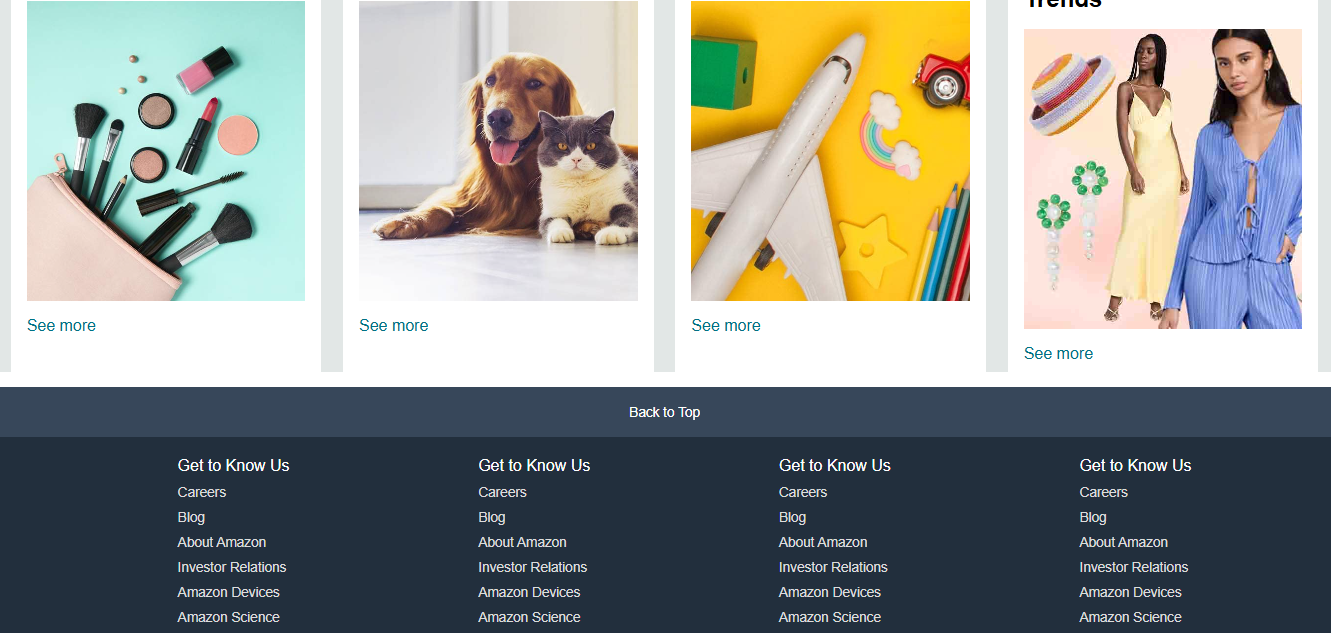 Trends
See more
See more
See more
See more
Back to Top
Get to Know Us
Careers
Blog
About Amazon
Investor Relations
Amazon Devices
Amazon Science
Get to Know Us
Careers
Blog
About Amazon
Investor Relations
Amazon Devices
Amazon Science
Get to Know Us
Careers
Blog
About Amazon
Investor Relations
Amazon Devices
Amazon Science
Get to Know Us
Careers
Blog
About Amazon
Investor Relations
Amazon Devices
Amazon Science